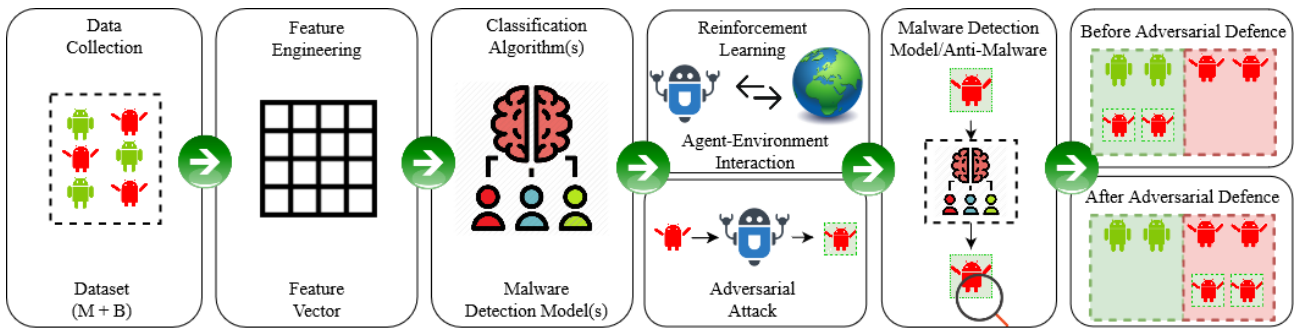 Data
Collection
Dataset
(M + B)
Feature
Engineering
Feature
Vector
Classification
Algorithm(s)
Malware
Detection Model(s)
Reinforcement
Learning
Agent-Environment
Interaction
Adversarial
Attack
Malware Detection
Model/Anti-Malware
Before Adversarial Defence
After Adversarial Defence